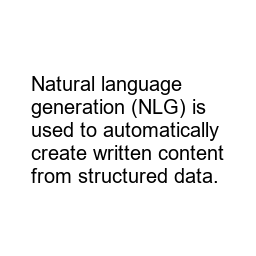 Natural language
generation (NLG) is
used to automatically
create written content
from structured data.